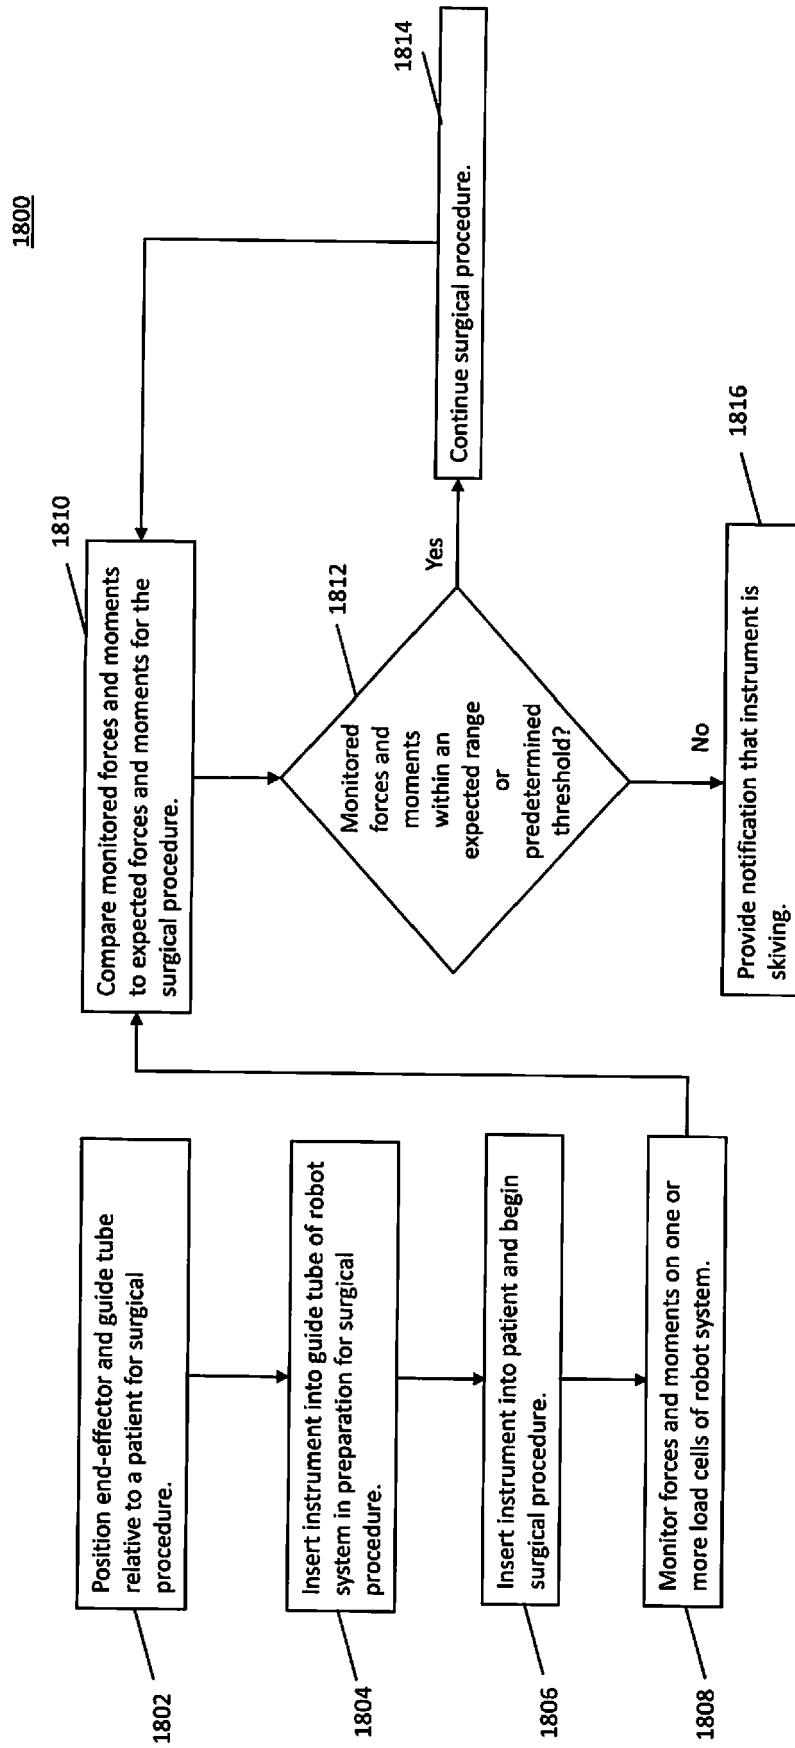 1800
Position end-effector and guide tube
relative to a patient for surgical
procedure.
1802
Insert instrument into guide tube of robot
system in preparation for surgical
procedure.
1804
Insert instrument into patient and begin
surgical procedure.
1806
Monitor forces and moments on one or
more load cells of robot system.
1808
Compare monitored forces and moments
to expected forces and moments for the
surgical procedure.
1810
Monitored
forces and
moments
within an
expected range
or
predetermined
threshold?
1812
Yes
Continue surgical procedure.
1814
No
Provide notification that instrument is
skiving.
1816